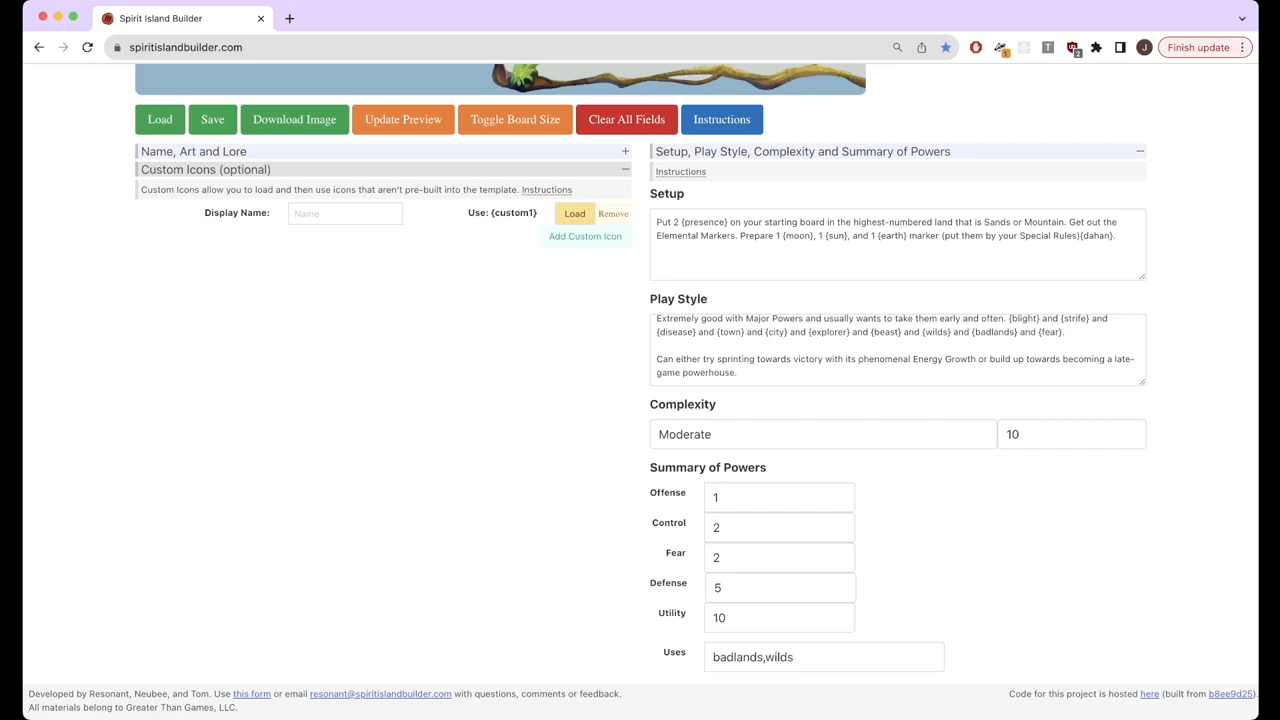 Spirit Island Builder
spiritislandbuilder.com
T
1
2
J
Finish update
Load
Save
Download Image
Update Preview
Toggle Board Size
Clear All Fields
Instructions
Name, Art and Lore +
Custom Icons (optional) −
Custom Icons allow you to load and then use icons that aren't pre-built into the template. Instructions
Display Name:
Name
Use: {custom1}
Load
Remove
Add Custom Icon
Setup, Play Style, Complexity and Summary of Powers −
Instructions
Setup
Put 2 {presence} on your starting board in the highest-numbered land that is Sands or Mountain. Get out the
Elemental Markers. Prepare 1 {moon}, 1 {sun}, and 1 {earth} marker (put them by your Special Rules){dahan}.
Play Style
Extremely good with Major Powers and usually wants to take them early and often. {blight} and {strife} and
{disease} and {town} and {city} and {explorer} and {beast} and {wilds} and {badlands} and {fear}.
Can either try sprinting towards victory with its phenomenal Energy Growth or build up towards becoming a late-
game powerhouse.
Complexity
Moderate
10
Summary of Powers
Offense
1
Control
2
Fear
2
Defense
5
Utility
10
Uses
badlands,wilds
Developed by Resonant, Neubee, and Tom. Use this form or email resonant@spiritislandbuilder.com with questions, comments or feedback.
All materials belong to Greater Than Games, LLC.
Code for this project is hosted here (built from b8ee9d25).